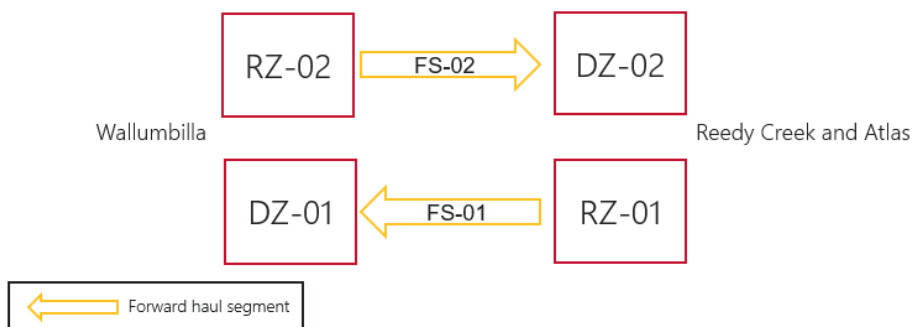 RZ-02
FS-02
DZ-02
Wallumbilla
Reedy Creek and Atlas
DZ-01
FS-01
RZ-01
Forward haul segment